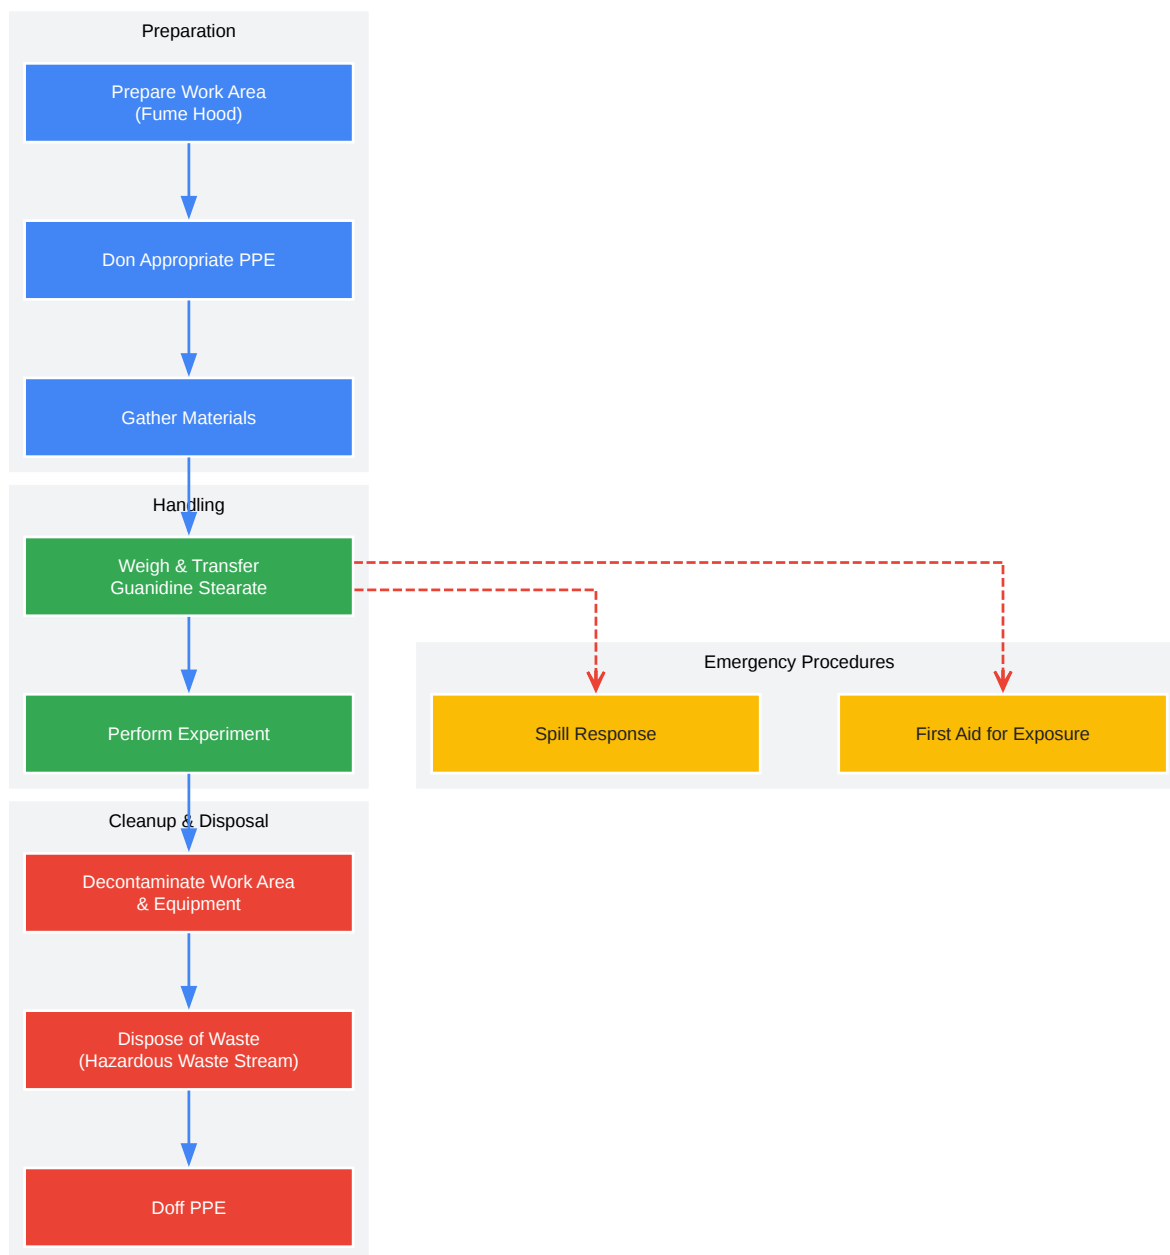 Preparation
Prepare Work Area
(Fume Hood)
Don Appropriate PPE
Gather Materials
Handling
Weigh & Transfer
Guanidine Stearate
Perform Experiment
Emergency Procedures
Spill Response
First Aid for Exposure
Cleanup & Disposal
Decontaminate Work Area
& Equipment
Dispose of Waste
(Hazardous Waste Stream)
Doff PPE